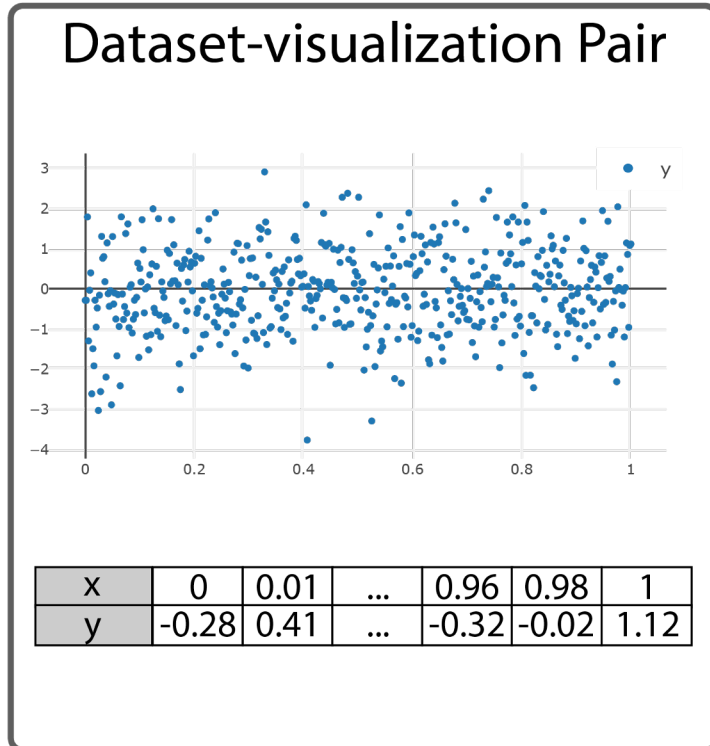 Dataset-visualization Pair
3
y
2
1
0
−1
−2
−3
−4
0 0.2 0.4 0.6 0.8 1
x 0 0.01 ... 0.96 0.98 1
y -0.28 0.41 ... -0.32 -0.02 1.12